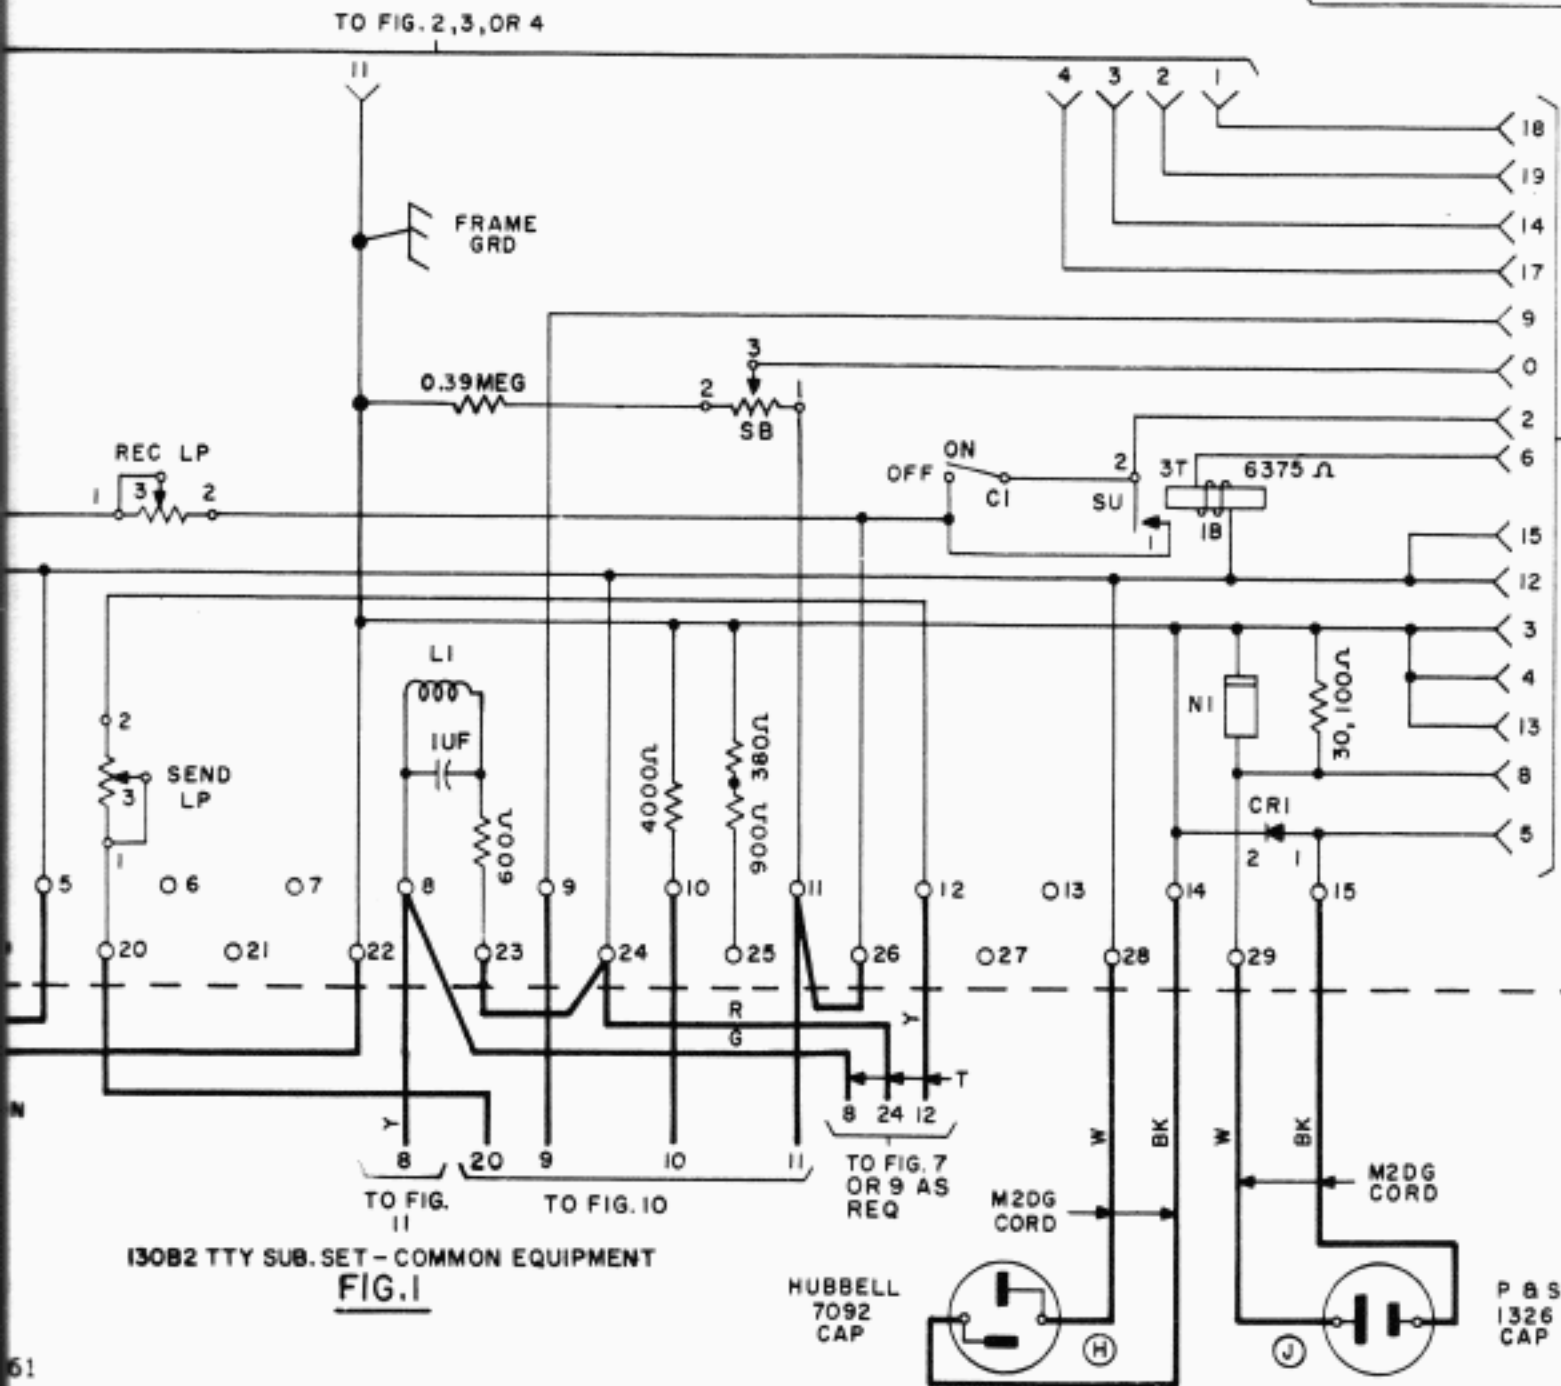 TO FIG. 2,3,OR 4
11
4 3 2 1
18
19
14
17
9
0
2
6
15
12
3
4
13
8
5
FRAME
GRD
0.39MEG
3
2
1
SB
REC LP
1 3 2
ON
OFF
C1
2
SU
1
3T
6375 Ω
1B
L1
1UF
600Ω
4000Ω
380Ω
900Ω
N1
30,100Ω
CR1
2 1
2
3
SEND
LP
1
5 6 7 8 9 10 11 12 13 14 15
20 21 22 23 24 25 26 27 28 29
R
G
Y
T
8 24 12
TO FIG. 7
OR 9 AS
REQ
Y
8 20 9 10 11
TO FIG.
11
TO FIG. 10
W BK W BK
M2DG
CORD
M2DG
CORD
130B2 TTY SUB. SET – COMMON EQUIPMENT
FIG. 1
HUBBELL
7092
CAP
H
J
P & S
1326
CAP
N
61